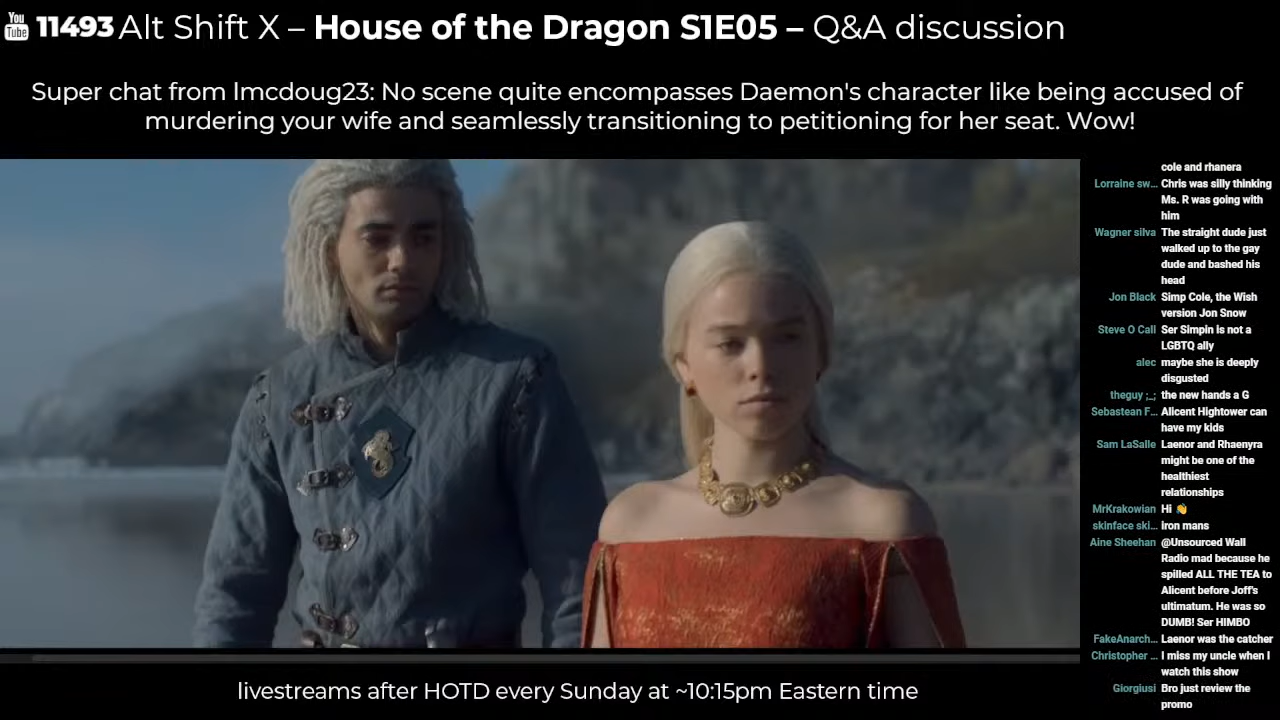 You
Tube
11493 Alt Shift X – House of the Dragon S1E05 – Q&A discussion
Super chat from lmcdoug23: No scene quite encompasses Daemon's character like being accused of
murdering your wife and seamlessly transitioning to petitioning for her seat. Wow!
cole and rhanera
Lorraine sw… Chris was silly thinking
Ms. R was going with
him
Wagner silva The straight dude just
walked up to the gay
dude and bashed his
head
Jon Black Simp Cole, the Wish
version Jon Snow
Steve O Call Ser Simpin is not a
LGBTQ ally
alec maybe she is deeply
disgusted
theguy ;_; the new hands a G
Sebastean F… Alicent Hightower can
have my kids
Sam LaSalle Laenor and Rhaenyra
might be one of the
healthiest
relationships
MrKrakowian Hi 👏
skinface ski… iron mans
Aine Sheehan @Unsourced Wall
Radio mad because he
spilled ALL THE TEA to
Alicent before Joff's
ultimatum. He was so
DUMB! Ser HIMBO
FakeAnarch… Laenor was the catcher
Christopher … I miss my uncle when I
watch this show
Giorgiusi Bro just review the
promo
livestreams after HOTD every Sunday at ~10:15pm Eastern time